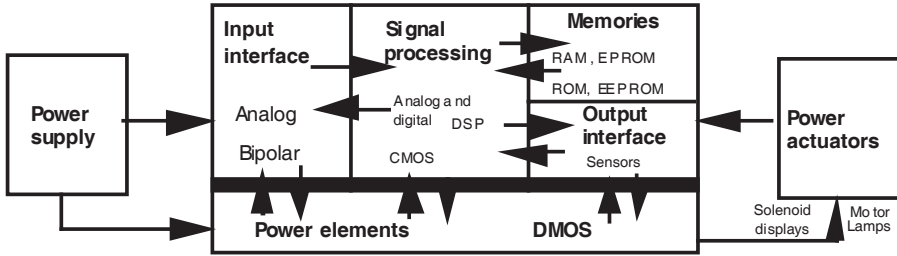 Power
supply
Input
interface
Analog
Bipolar
Signal
processing
Analog and
digital
DSP
CMOS
Memories
RAM, EPROM
ROM, EEPROM
Output
interface
Sensors
Power
actuators
Power elements
DMOS
Solenoid
displays
Motor
Lamps